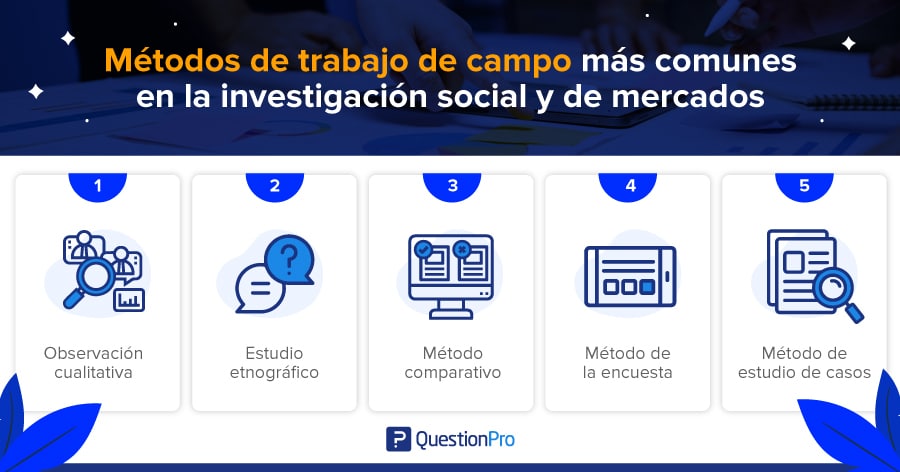 Métodos de trabajo de campo más comunes
en la investigación social y de mercados
1
2
3
4
5
Observación
cualitativa
Estudio
etnográfico
Método
comparativo
Método de
la encuesta
Método de
estudio de casos
QuestionPro